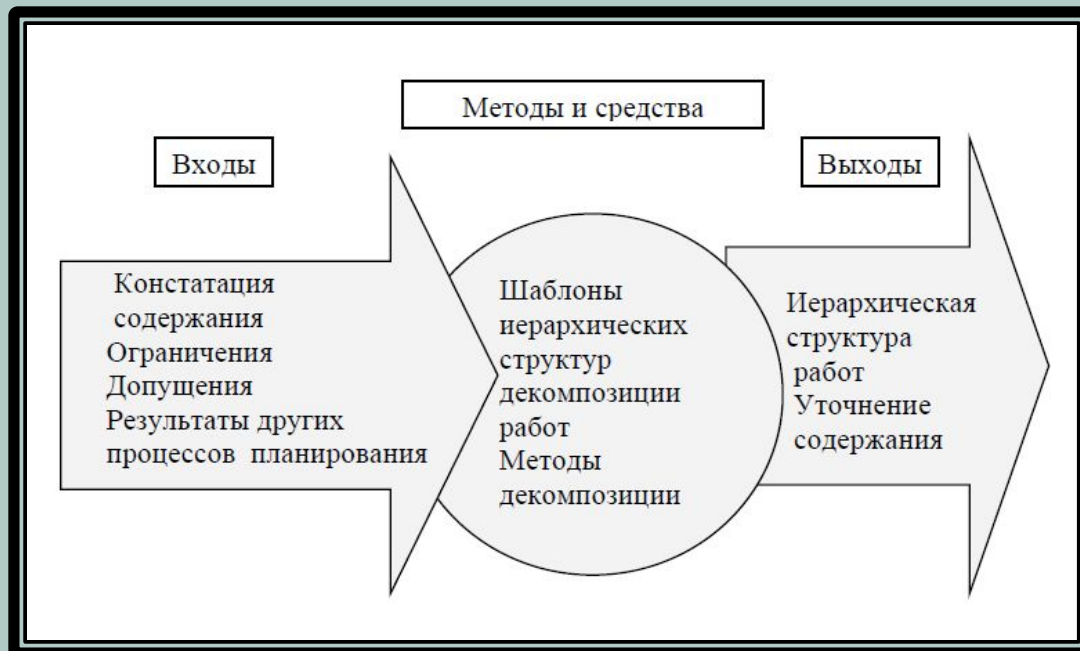 Методы и средства
Входы
Выходы
Констатация
содержания
Ограничения
Допущения
Результаты других
процессов планирования
Шаблоны
иерархических
структур
декомпозиции
работ
Методы
декомпозиции
Иерархическая
структура
работ
Уточнение
содержания